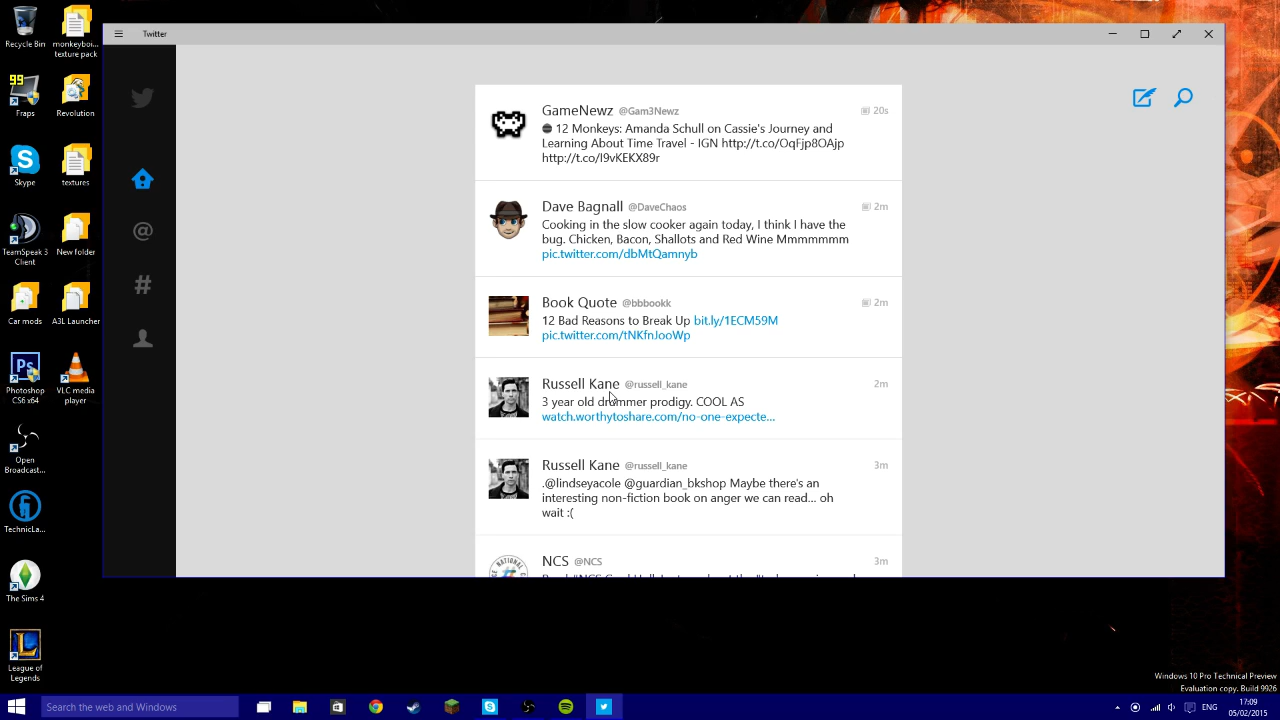 Recycle Bin
monkeyboi...
texture pack
99
Fraps
Revolution
Skype
textures
TeamSpeak 3
Client
New folder
Car mods
A3L Launcher
Ps
Photoshop
CS6 x64
VLC media
player
Open
Broadcast...
TechnicLa...
The Sims 4
L
League of
Legends
Twitter
@
#
GameNewz @Gam3Newz 20s
12 Monkeys: Amanda Schull on Cassie's Journey and
Learning About Time Travel - IGN http://t.co/OqFjp8OAjp
http://t.co/I9vKEKX89r
Dave Bagnall @DaveChaos 2m
Cooking in the slow cooker again today, I think I have the
bug. Chicken, Bacon, Shallots and Red Wine Mmmmmmm
pic.twitter.com/dbMtQamnyb
Book Quote @bbbookk 2m
12 Bad Reasons to Break Up bit.ly/1ECM59M
pic.twitter.com/tNKfnJooWp
Russell Kane @russell_kane 2m
3 year old drummer prodigy. COOL AS
watch.worthytoshare.com/no-one-expecte...
Russell Kane @russell_kane 3m
.@lindseyacole @guardian_bkshop Maybe there's an
interesting non-fiction book on anger we can read... oh
wait :(
NCS @NCS 3m
Windows 10 Pro Technical Preview
Evaluation copy. Build 9926
Search the web and Windows
ENG
17:09
05/02/2015